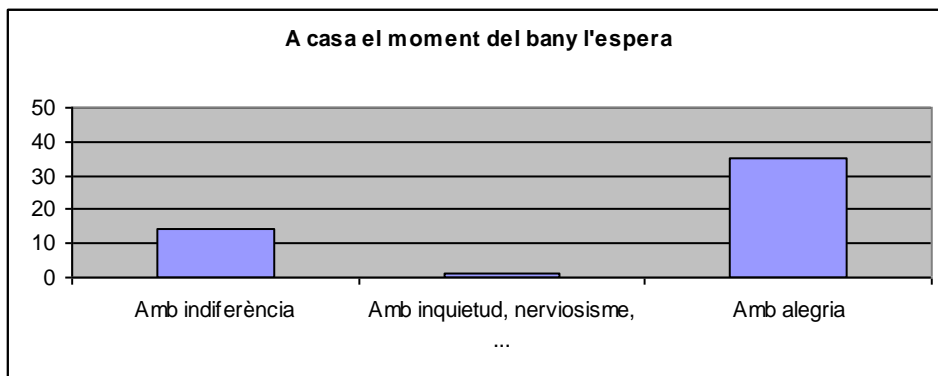 A casa el moment del bany l'espera
50
40
30
20
10
0
Amb indiferència
Amb inquietud, nerviosisme,
...
Amb alegria